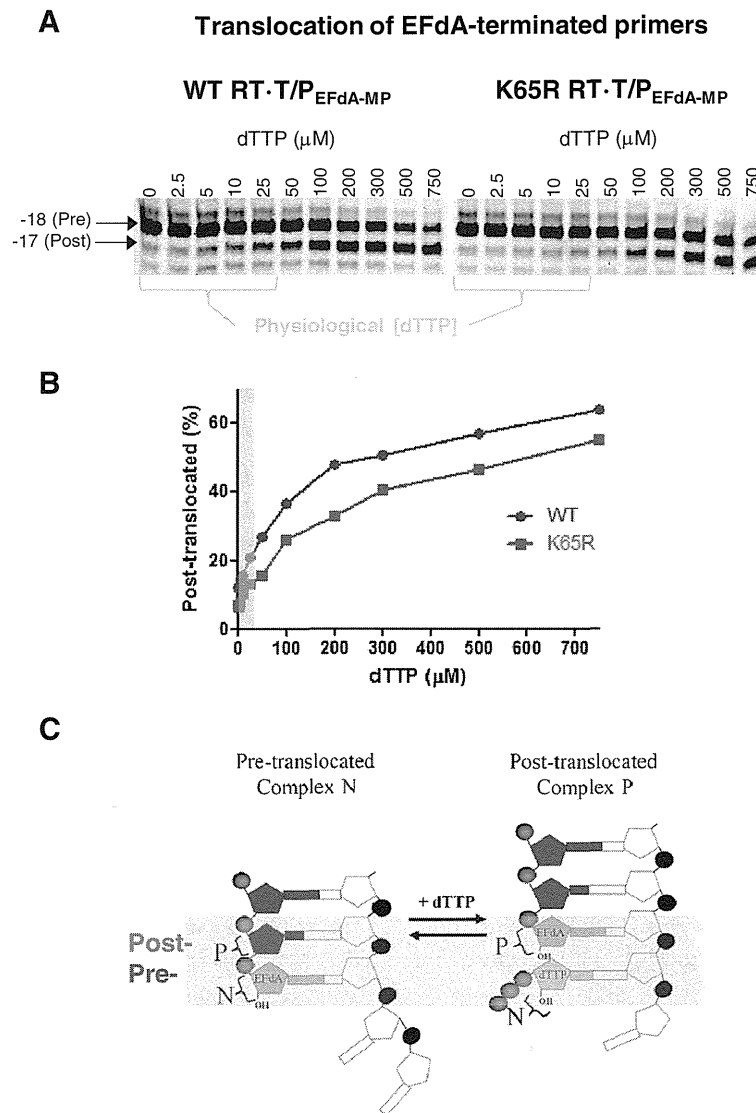 A
Translocation of EFdA-terminated primers
WT RT·T/PEFdA-MP
K65R RT·T/PEFdA-MP
dTTP (µM)
dTTP (µM)
0 2.5 5 10 25 50 100 200 300 500 750
0 2.5 5 10 25 50 100 200 300 500 750
-18 (Pre)
-17 (Post)
Physiological [dTTP]
B
Post-translocated (%)
60
40
20
0
WT
K65R
0 100 200 300 400 500 600 700
dTTP (µM)
C
Pre-translocated
Complex N
Post-translocated
Complex P
+ dTTP
Post-
Pre-
P
EFdA
N
OH
EFdA
P
OH
dTTP
OH
N